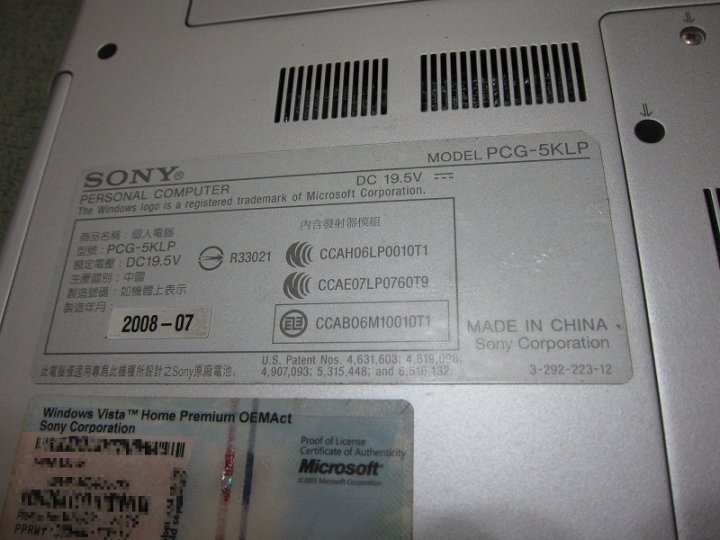 SONY®
MODEL PCG-5KLP
PERSONAL COMPUTER
DC 19.5V
The Windows logo is a registered trademark of Microsoft Corporation.
商品名稱：個人電腦
型號：PCG-5KLP
額定電壓：DC19.5V
生產國別：中國
製造號碼：如機體上表示
製造年月：
2008-07
R33021
內含發射器模組
CCAH06LP0010T1
CCAE07LP0760T9
CCAB06M10010T1
MADE IN CHINA
Sony Corporation
此電腦僅適用專為此機種所設計之Sony原廠電池。
U.S. Patent Nos. 4,631,603; 4,819,098;
4,907,093; 5,315,448; and 6,516,132.
3-292-223-12
Windows Vista™ Home Premium OEMAct
Sony Corporation
Proof of License
Certificate of Authenticity
Microsoft®
©2005 Microsoft Corporation